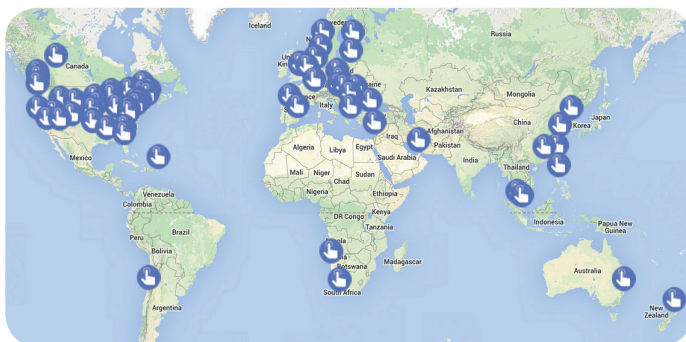 Iceland
Russia
Canada
Kazakhstan
Mongolia
Italy
China
Japan
Korea
Iraq
Afghanistan
Algeria
Libya
Egypt
Pakistan
Mexico
Saudi Arabia
India
Thailand
Mali
Niger
Chad
Sudan
Nigeria
Ethiopia
Venezuela
Colombia
DR Congo
Kenya
Tanzania
Indonesia
Papua New
Guinea
Peru
Brazil
Bolivia
Botswana
Madagascar
Australia
South Africa
Argentina
New
Zealand